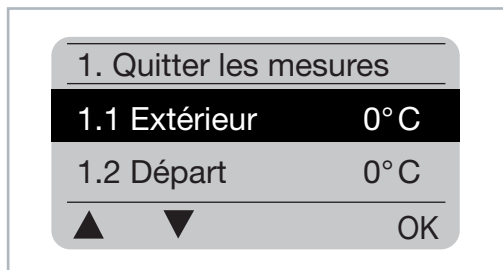 1. Quitter les mesures
1.1 Extérieur 0° C
1.2 Départ 0° C
▲ ▼ OK